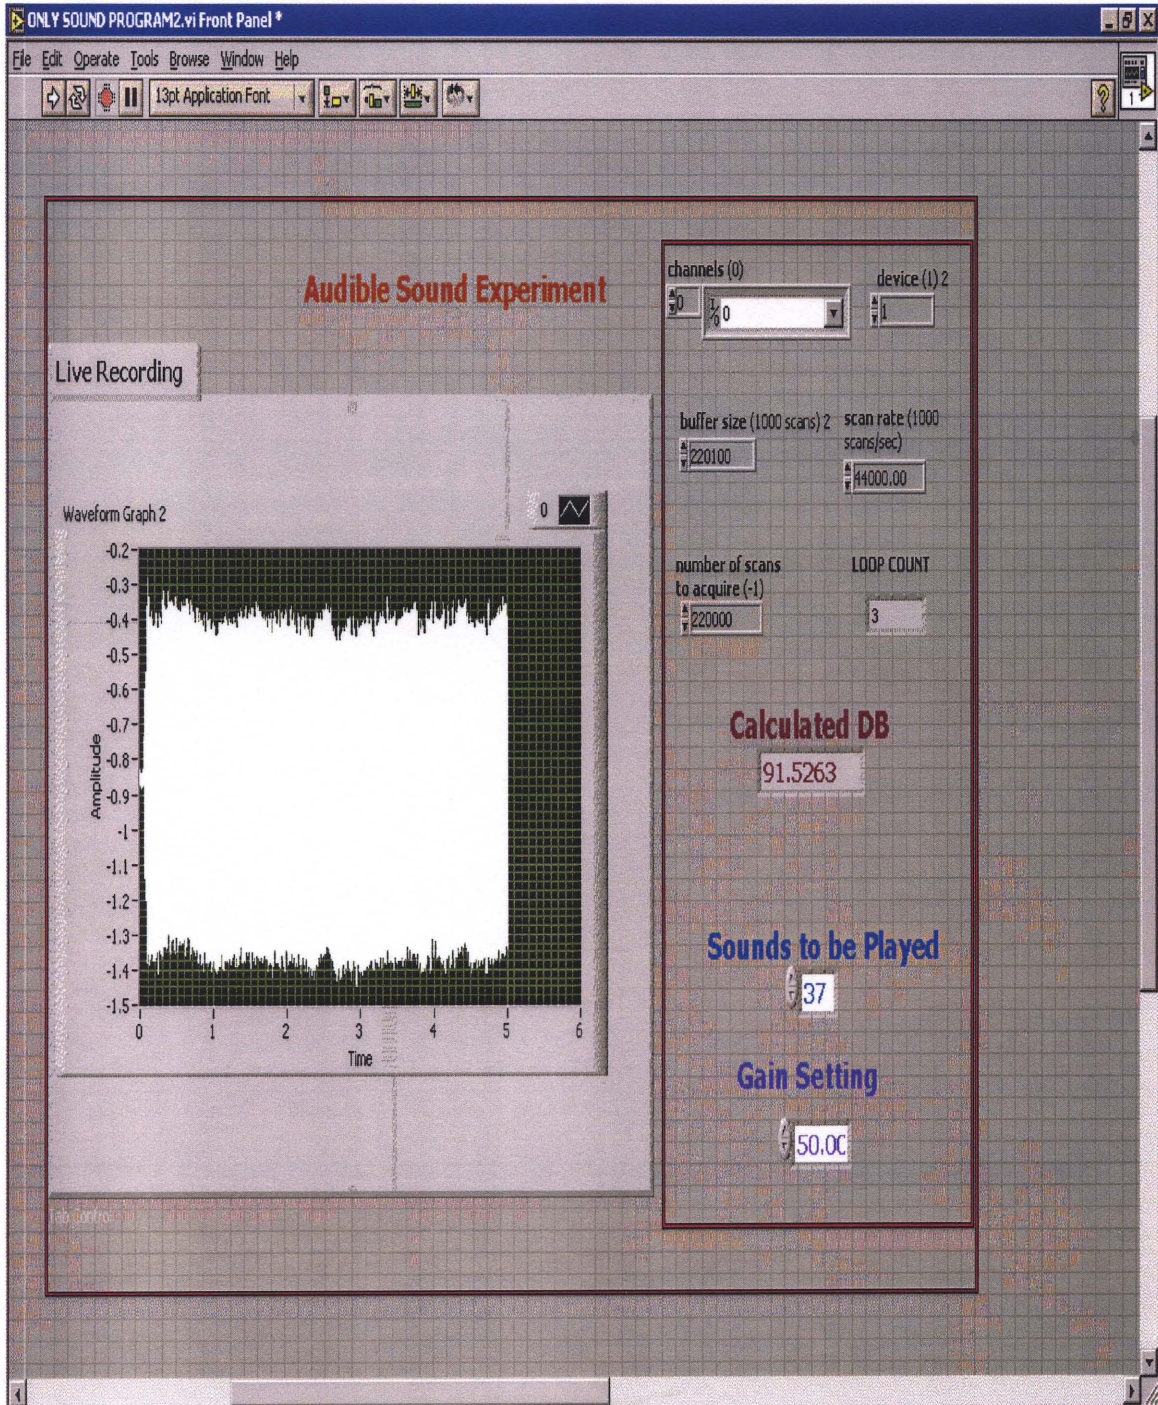 ONLY SOUND PROGRAM2.vi Front Panel *
File Edit Operate Tools Browse Window Help
13pt Application Font
?
1
Audible Sound Experiment
channels (0)
0
0
device (1) 2
1
Live Recording
buffer size (1000 scans) 2
220100
scan rate (1000
scans/sec)
44000.00
Waveform Graph 2
0
number of scans
to acquire (-1)
220000
LOOP COUNT
3
Amplitude
-0.2
-0.3
-0.4
-0.5
-0.6
-0.7
-0.8
-0.9
-1
-1.1
-1.2
-1.3
-1.4
-1.5
0 1 2 3 4 5 6
Time
Calculated DB
91.5263
Sounds to be Played
37
Gain Setting
50.00
Tab Control